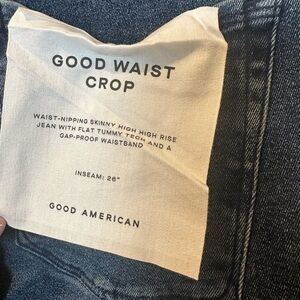 GOOD WAIST
CROP
WAIST-NIPPING SKINNY HIGH HIGH RISE
JEAN WITH FLAT TUMMY TECH AND A
GAP-PROOF WAISTBAND
INSEAM: 26"
GOOD AMERICAN